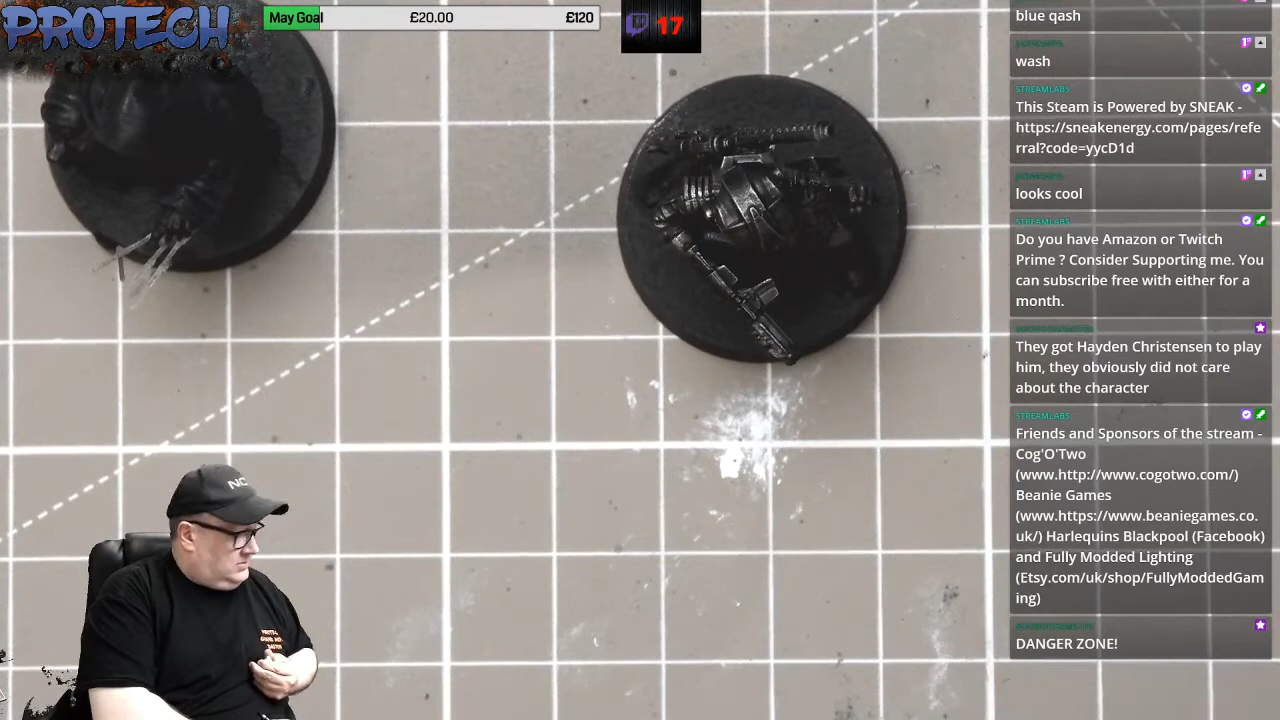 PROTECH
May Goal £20.00 £120
17
blue qash
wash
STREAMLABS
This Steam is Powered by SNEAK -
https://sneakenergy.com/pages/refe
rral?code=yycD1d
looks cool
STREAMLABS
Do you have Amazon or Twitch
Prime ? Consider Supporting me. You
can subscribe free with either for a
month.
They got Hayden Christensen to play
him, they obviously did not care
about the character
STREAMLABS
Friends and Sponsors of the stream -
Cog'O'Two
(www.http://www.cogotwo.com/)
Beanie Games
(www.https://www.beaniegames.co.
uk/) Harlequins Blackpool (Facebook)
and Fully Modded Lighting
(Etsy.com/uk/shop/FullyModdedGam
ing)
DANGER ZONE!